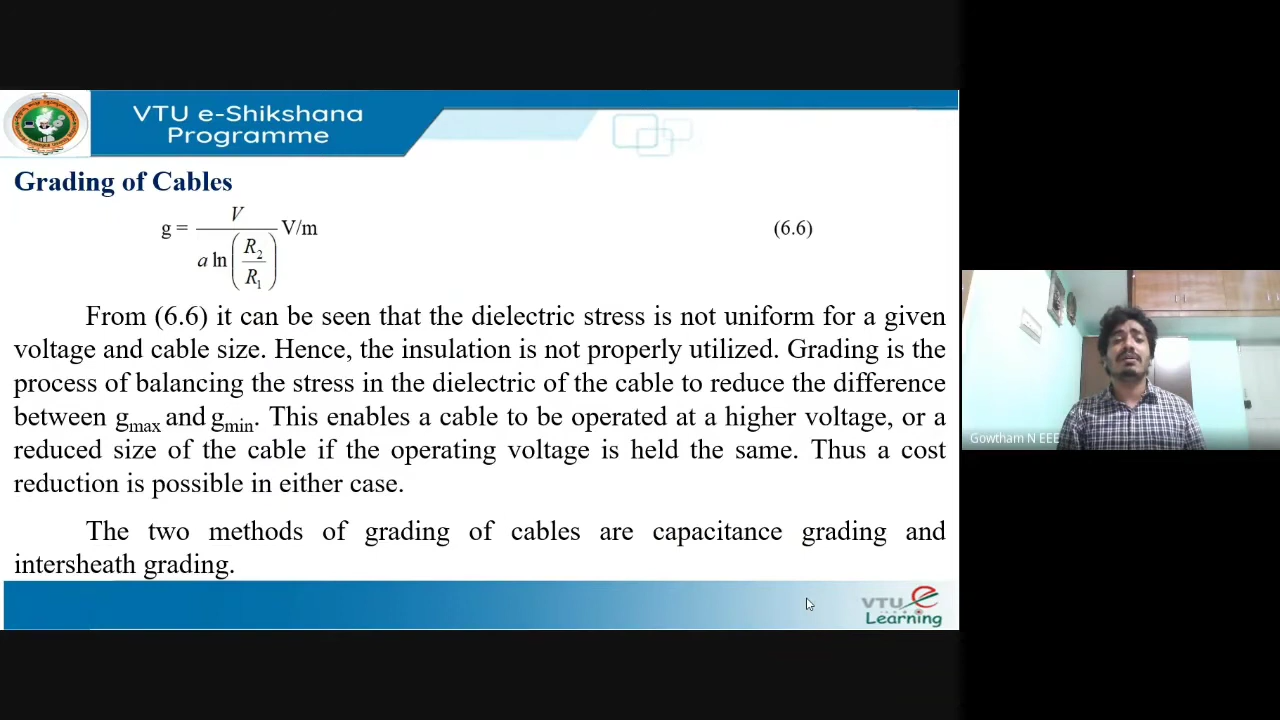 VTU e-Shikshana
Programme
Grading of Cables
g = V / a ln (R₂ / R₁) V/m (6.6)
From (6.6) it can be seen that the dielectric stress is not uniform for a given
voltage and cable size. Hence, the insulation is not properly utilized. Grading is the
process of balancing the stress in the dielectric of the cable to reduce the difference
between gmax and gmin. This enables a cable to be operated at a higher voltage, or a
reduced size of the cable if the operating voltage is held the same. Thus a cost
reduction is possible in either case.
The two methods of grading of cables are capacitance grading and
intersheath grading.
VTU e
Learning
Gowtham N EEE